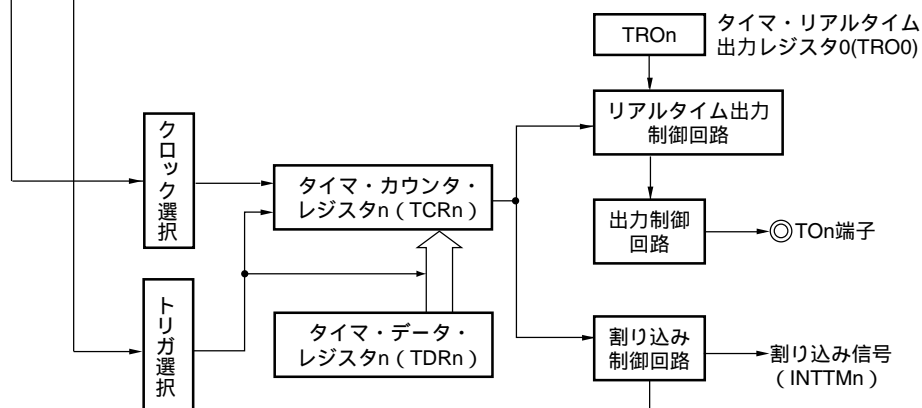 TROn
タイマ・リアルタイム
出力レジスタ0(TRO0)
リアルタイム出力
制御回路
クロック選択
タイマ・カウンタ・
レジスタn（TCRn）
出力制御
回路
TOn端子
トリガ選択
タイマ・データ・
レジスタn（TDRn）
割り込み
制御回路
割り込み信号
（INTTMn）